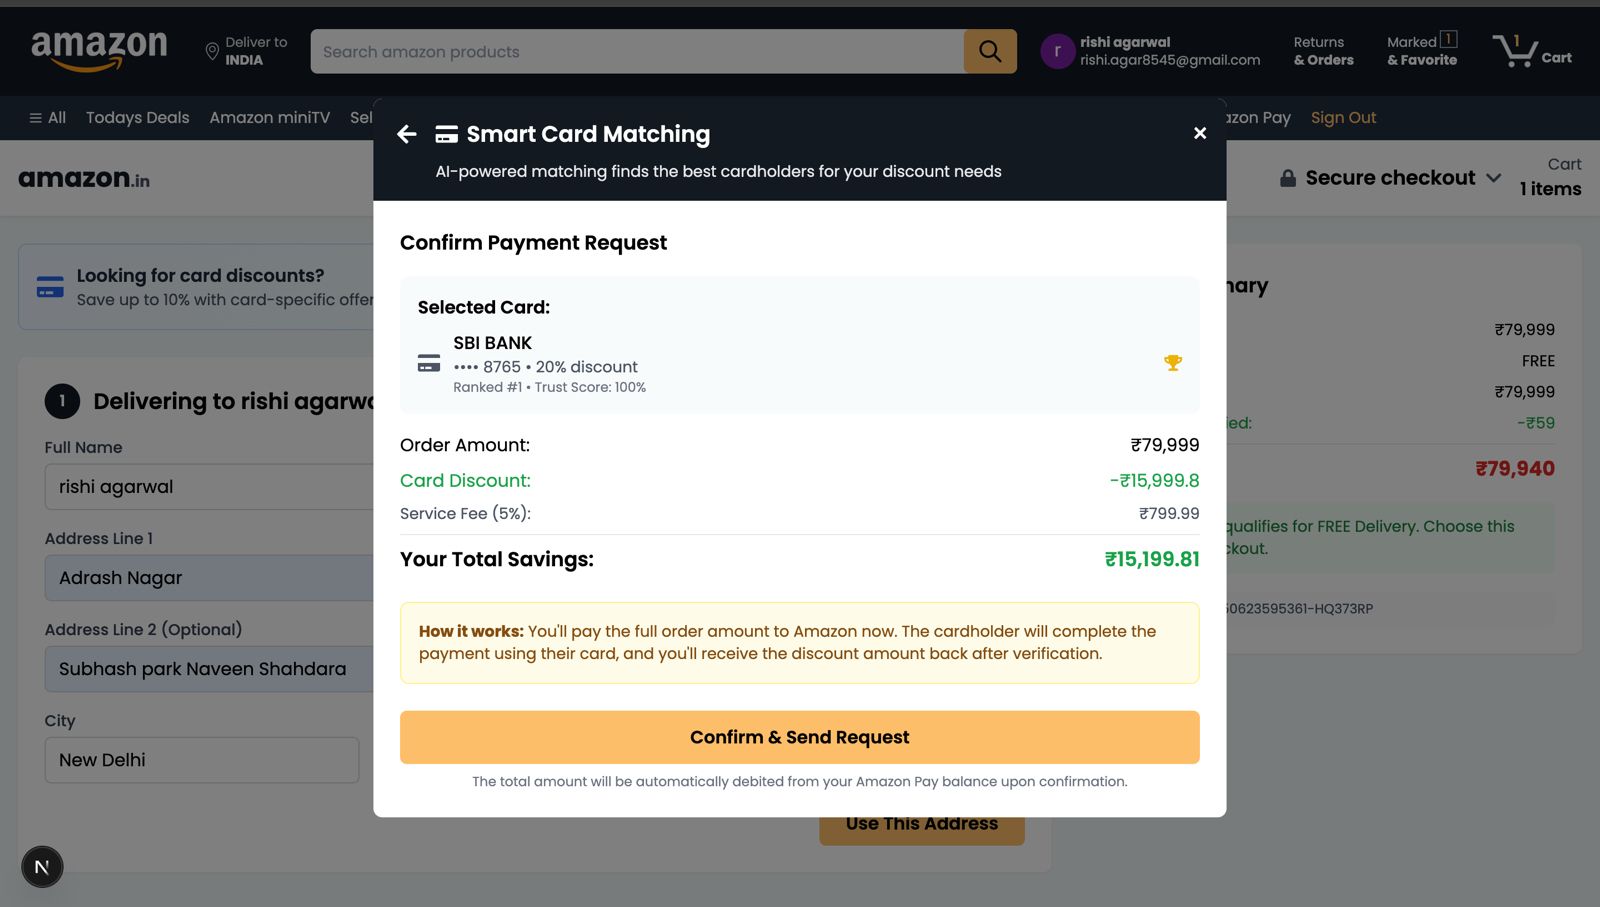 amazon
Deliver to
INDIA
Search amazon products
r
rishi agarwal
rishi.agar8545@gmail.com
Returns
& Orders
Marked 1
& Favorite
1
Cart
All
Todays Deals
Amazon miniTV
Sel
azon Pay
Sign Out
Smart Card Matching
AI-powered matching finds the best cardholders for your discount needs
amazon.in
Secure checkout
Cart
1 items
Looking for card discounts?
Save up to 10% with card-specific offer
1
Delivering to rishi agarwa
Full Name
rishi agarwal
Address Line 1
Adrash Nagar
Address Line 2 (Optional)
Subhash park Naveen Shahdara
City
New Delhi
Confirm Payment Request
Selected Card:
SBI BANK
•••• 8765 • 20% discount
Ranked #1 • Trust Score: 100%
Order Amount: ₹79,999
Card Discount: -₹15,999.8
Service Fee (5%): ₹799.99
Your Total Savings: ₹15,199.81
How it works: You'll pay the full order amount to Amazon now. The cardholder will complete the
payment using their card, and you'll receive the discount amount back after verification.
Confirm & Send Request
The total amount will be automatically debited from your Amazon Pay balance upon confirmation.
Use This Address
nary
₹79,999
FREE
₹79,999
ied: -₹59
₹79,940
qualifies for FREE Delivery. Choose this
ckout.
50623595361-HQ373RP
N